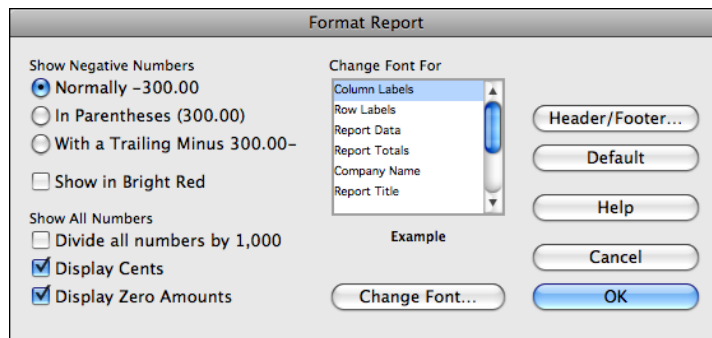 Format Report
Show Negative Numbers
Normally -300.00
In Parentheses (300.00)
With a Trailing Minus 300.00-
Show in Bright Red
Show All Numbers
Divide all numbers by 1,000
Display Cents
Display Zero Amounts
Change Font For
Column Labels
Row Labels
Report Data
Report Totals
Company Name
Report Title
Example
Change Font...
Header/Footer...
Default
Help
Cancel
OK